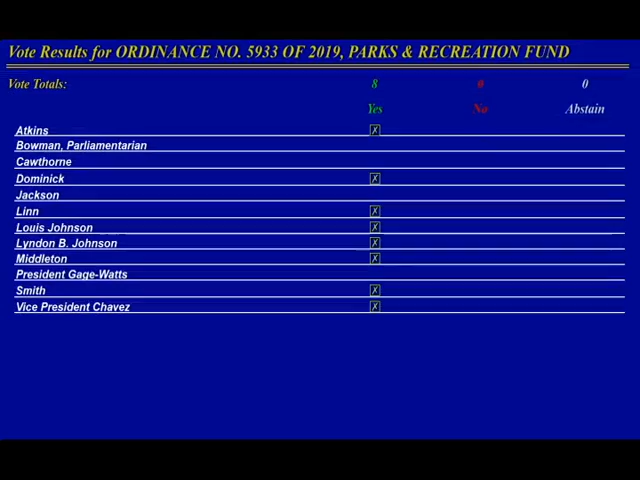 Vote Results for ORDINANCE NO. 5933 OF 2019, PARKS & RECREATION FUND
Vote Totals: 8 0 0
Yes No Abstain
Atkins
Bowman, Parliamentarian
Cawthorne
Dominick
Jackson
Linn
Louis Johnson
Lyndon B. Johnson
Middleton
President Gage-Watts
Smith
Vice President Chavez